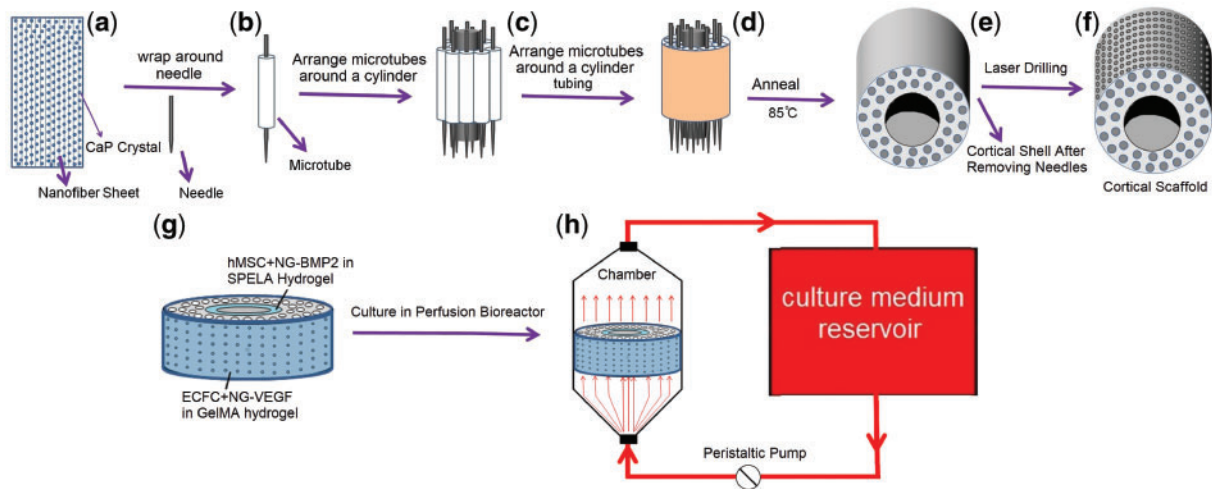 (a)
wrap around
needle
CaP Crystal
Nanofiber Sheet
Needle
(b)
Arrange microtubes
around a cylinder
Microtube
(c)
Arrange microtubes
around a cylinder
tubing
(d)
Anneal
85℃
(e)
Laser Drilling
Cortical Shell After
Removing Needles
(f)
Cortical Scaffold
(g)
hMSC+NG-BMP2 in
SPELA Hydrogel
ECFC+NG-VEGF
in GelMA hydrogel
Culture in Perfusion Bioreactor
(h)
Chamber
culture medium
reservoir
Peristaltic Pump